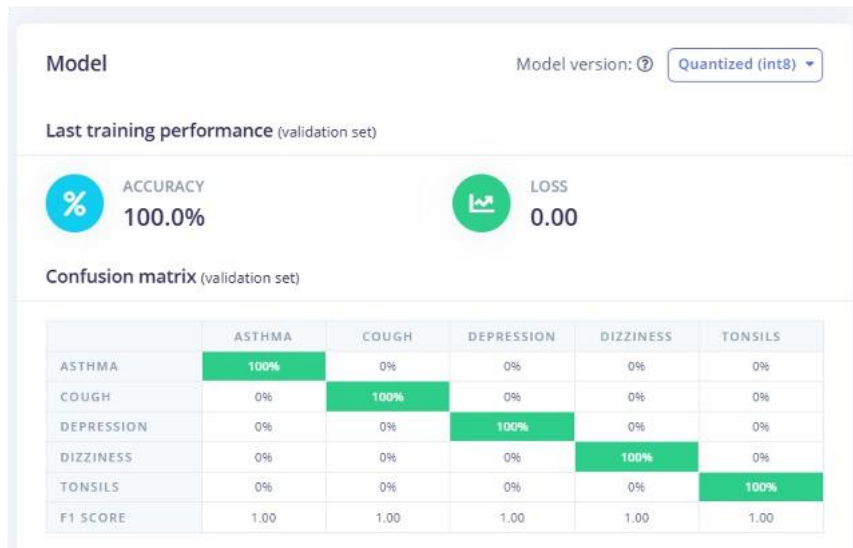 Model
Model version: Quantized (int8)
Last training performance (validation set)
% ACCURACY LOSS
100.0% 0.00
Confusion matrix (validation set)
ASTHMA COUGH DEPRESSION DIZZINESS TONSILS
ASTHMA 100% 0% 0% 0% 0%
COUGH 0% 100% 0% 0% 0%
DEPRESSION 0% 0% 100% 0% 0%
DIZZINESS 0% 0% 0% 100% 0%
TONSILS 0% 0% 0% 0% 100%
F1 SCORE 1.00 1.00 1.00 1.00 1.00